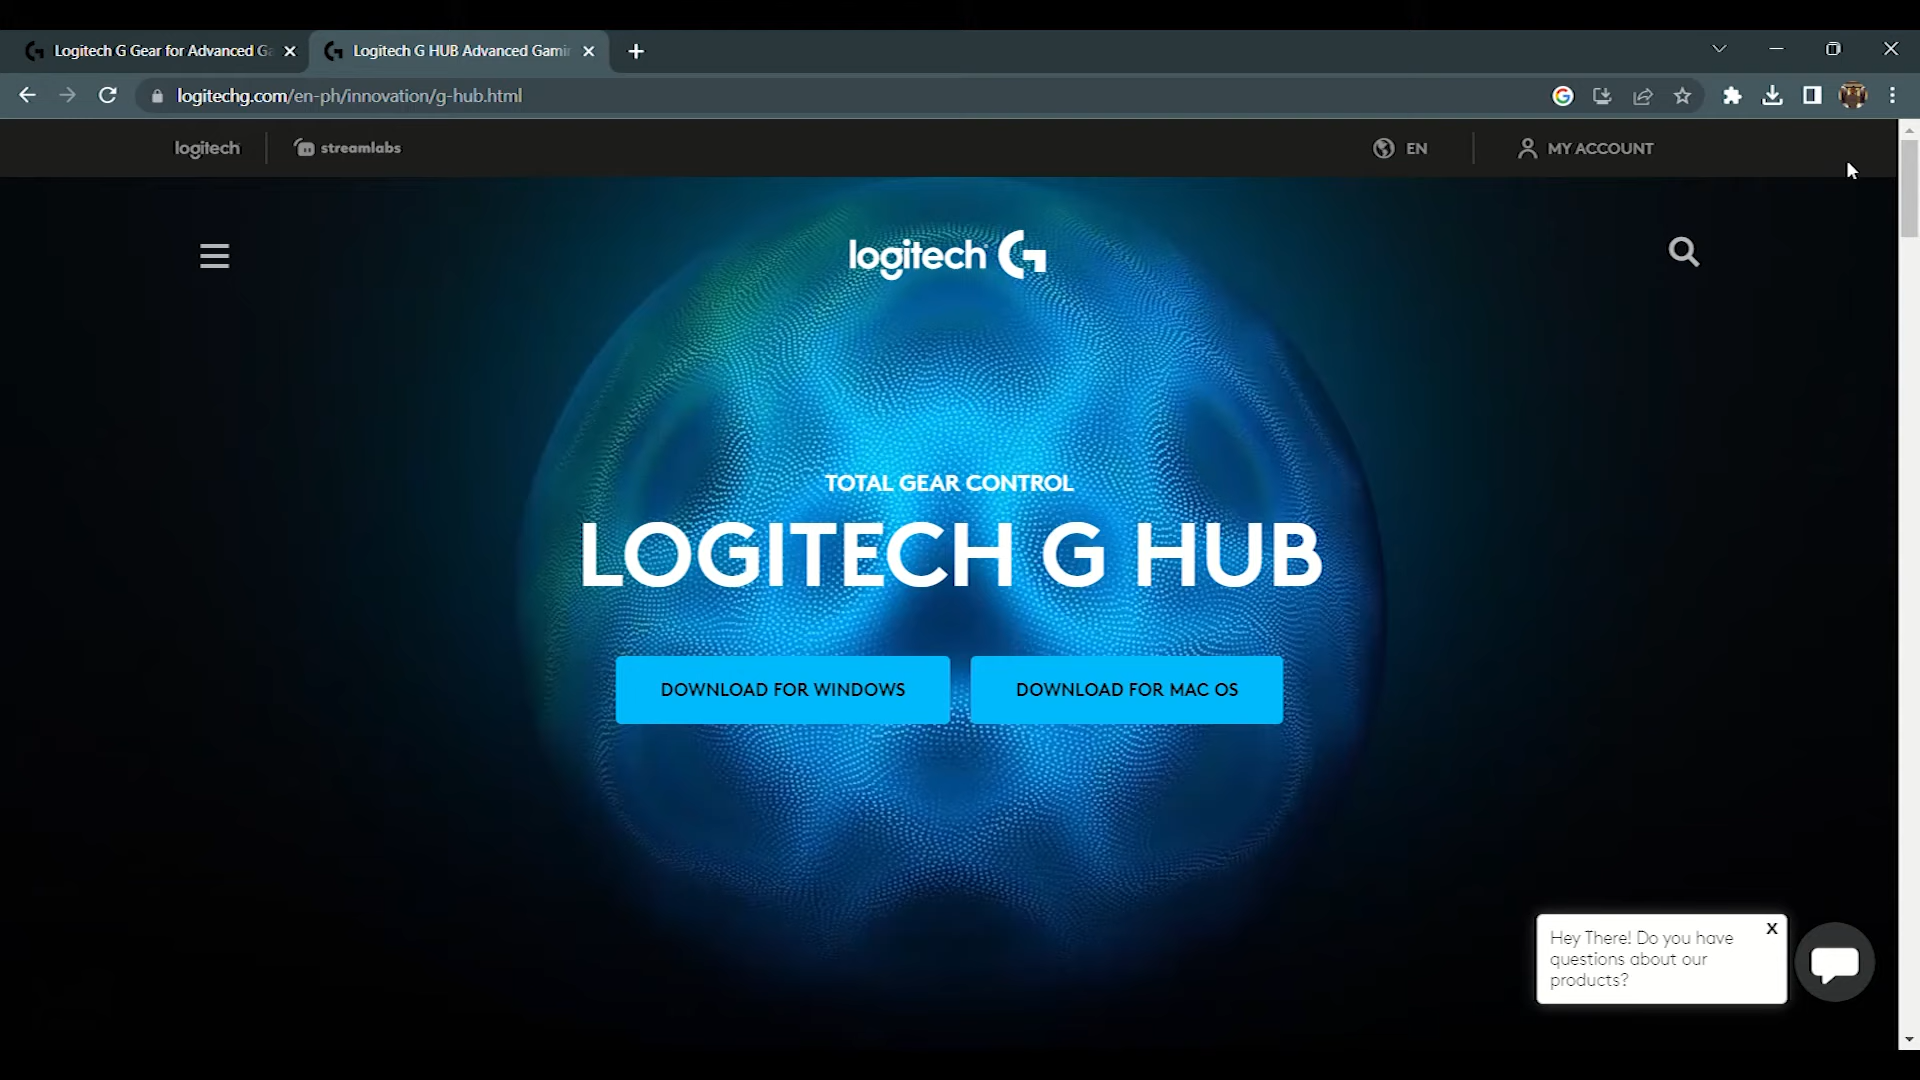 Logitech G Gear for Advanced Ga
Logitech G HUB Advanced Gamin
logitechg.com/en-ph/innovation/g-hub.html
logitech
streamlabs
EN
MY ACCOUNT
logitech G
TOTAL GEAR CONTROL
LOGITECH G HUB
DOWNLOAD FOR WINDOWS
DOWNLOAD FOR MAC OS
Hey There! Do you have
questions about our
products?
X